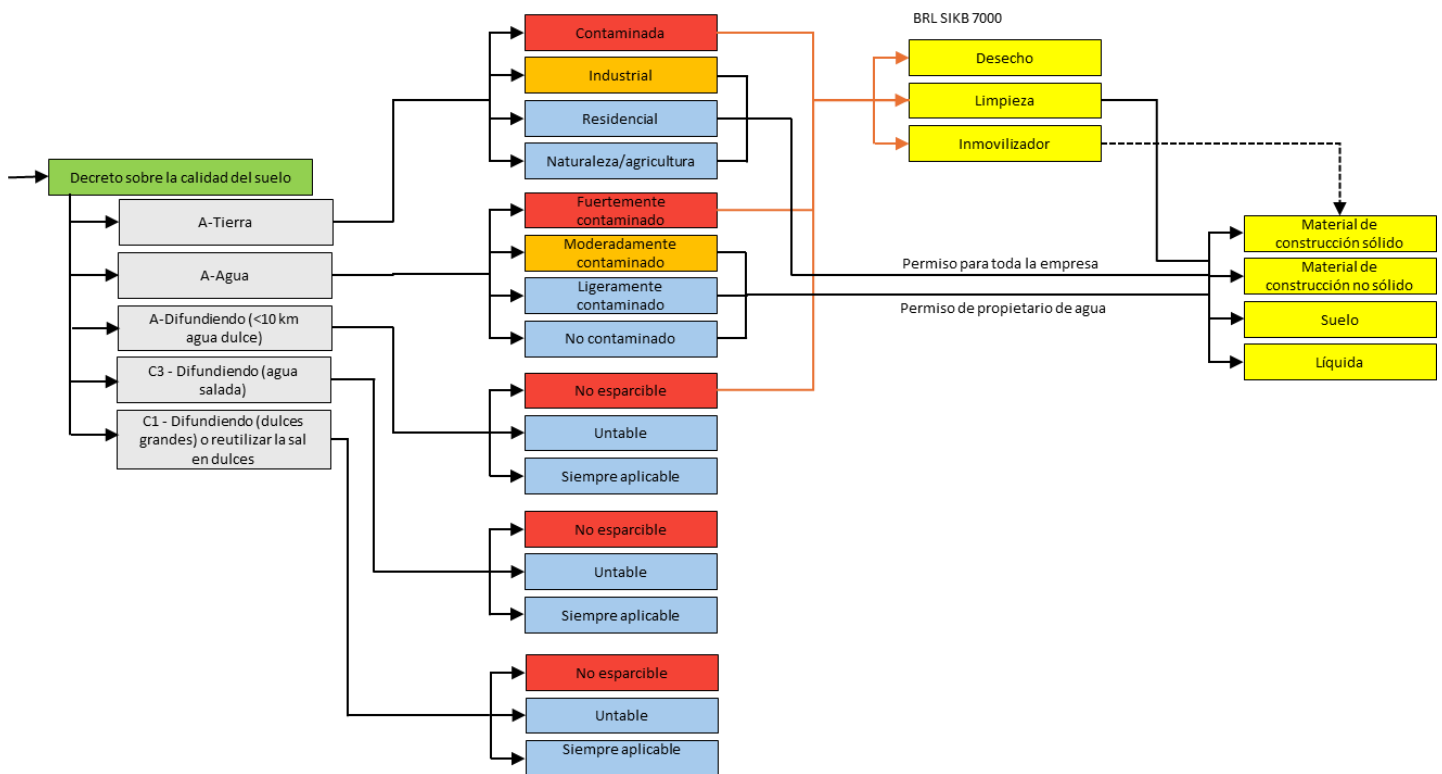 Decreto sobre la calidad del suelo
A-Tierra
A-Agua
A-Difundiendo (<10 km
agua dulce)
C3 - Difundiendo (agua
salada)
C1 - Difundiendo (dulces
grandes) o reutilizar la sal
en dulces
Contaminada
Industrial
Residencial
Naturaleza/agricultura
Fuertemente
contaminado
Moderadamente
contaminado
Ligeramente
contaminado
No contaminado
No esparcible
Untable
Siempre aplicable
No esparcible
Untable
Siempre aplicable
No esparcible
Untable
Siempre aplicable
BRL SIKB 7000
Desecho
Limpieza
Inmovilizador
Permiso para toda la empresa
Permiso de propietario de agua
Material de
construcción sólido
Material de
construcción no sólido
Suelo
Líquida